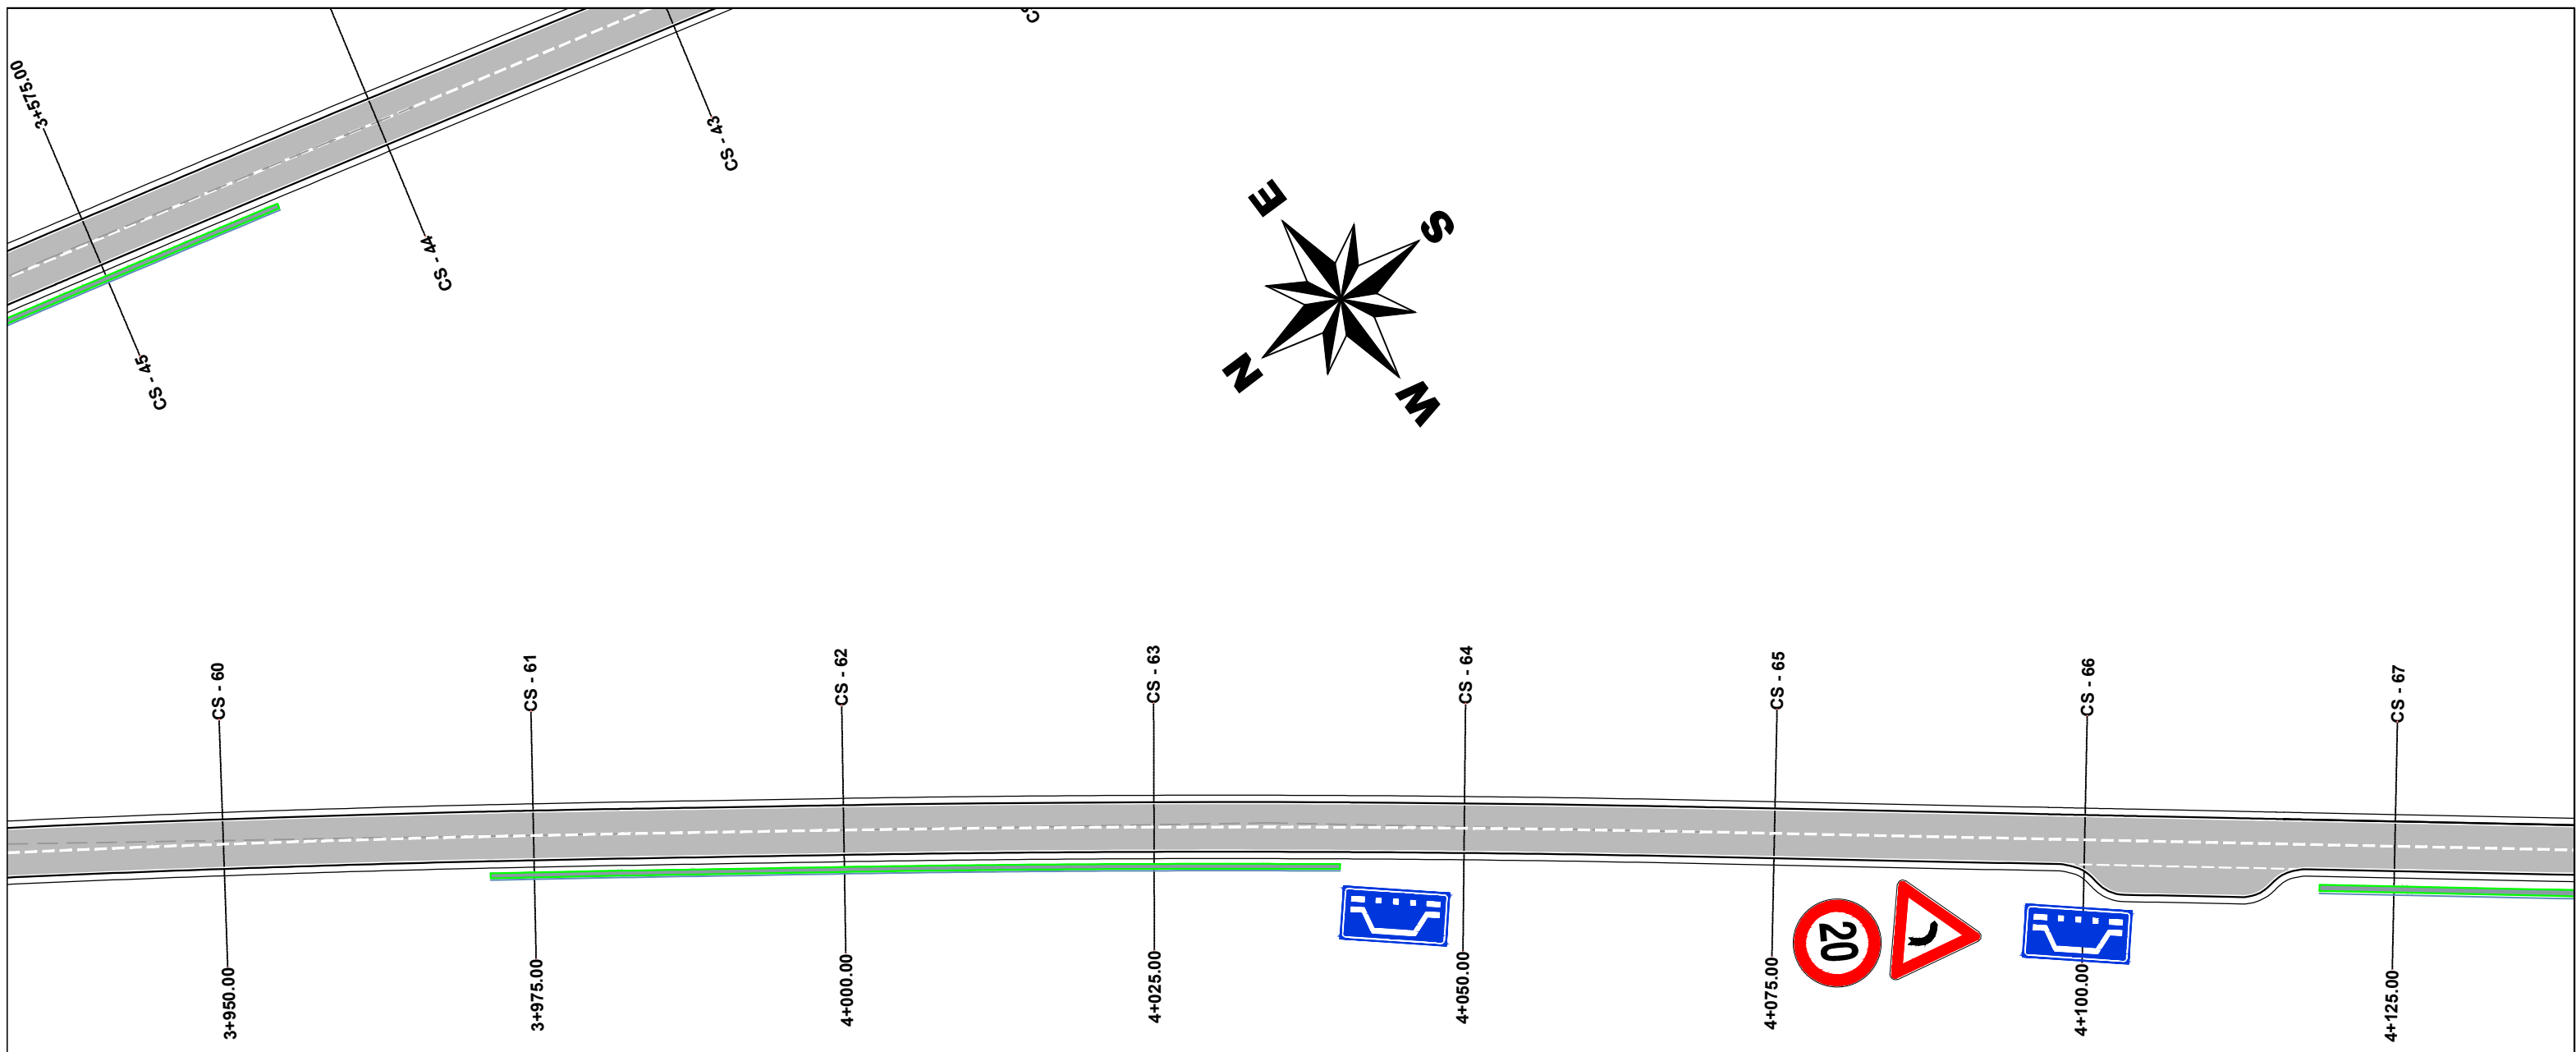 3+575.00
CS - 43
CS - 44
CS - 45
E
S
N
W
CS - 60
CS - 61
CS - 62
CS - 63
CS - 64
CS - 65
CS - 66
CS - 67
20
3+950.00
3+975.00
4+000.00
4+025.00
4+050.00
4+075.00
4+100.00
4+125.00